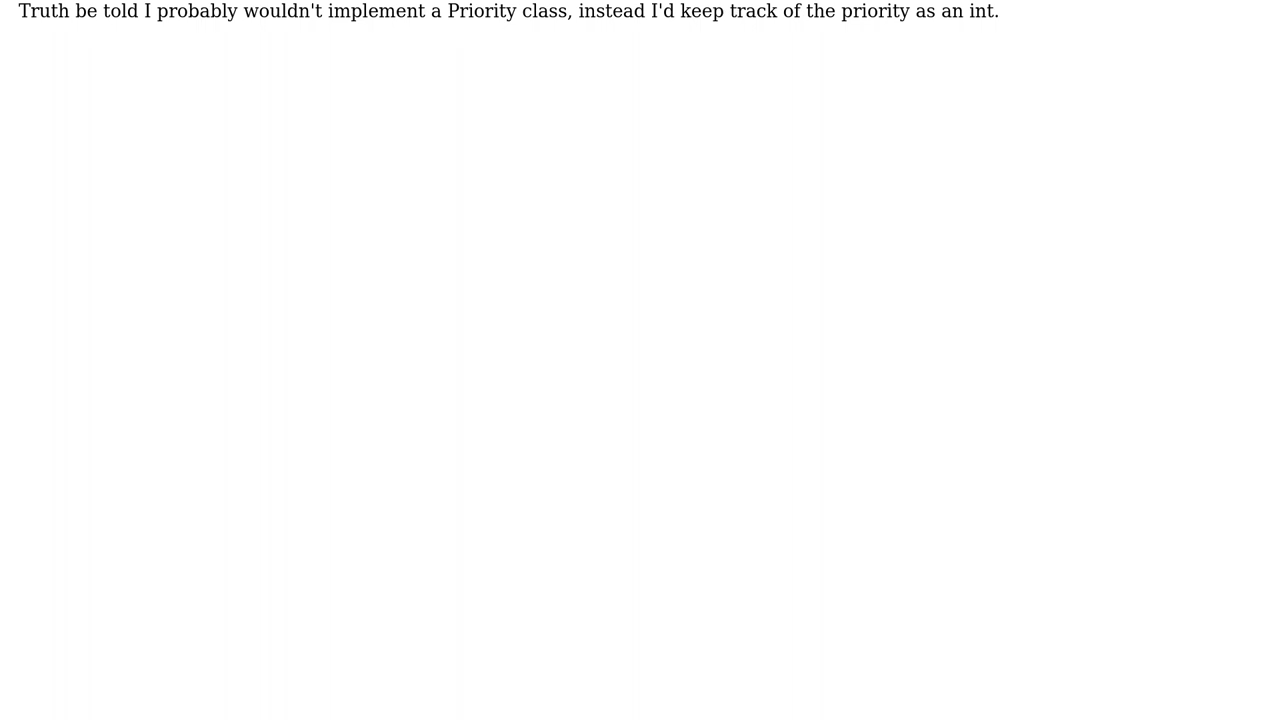 Truth be told I probably wouldn't implement a Priority class, instead I'd keep track of the priority as an int.